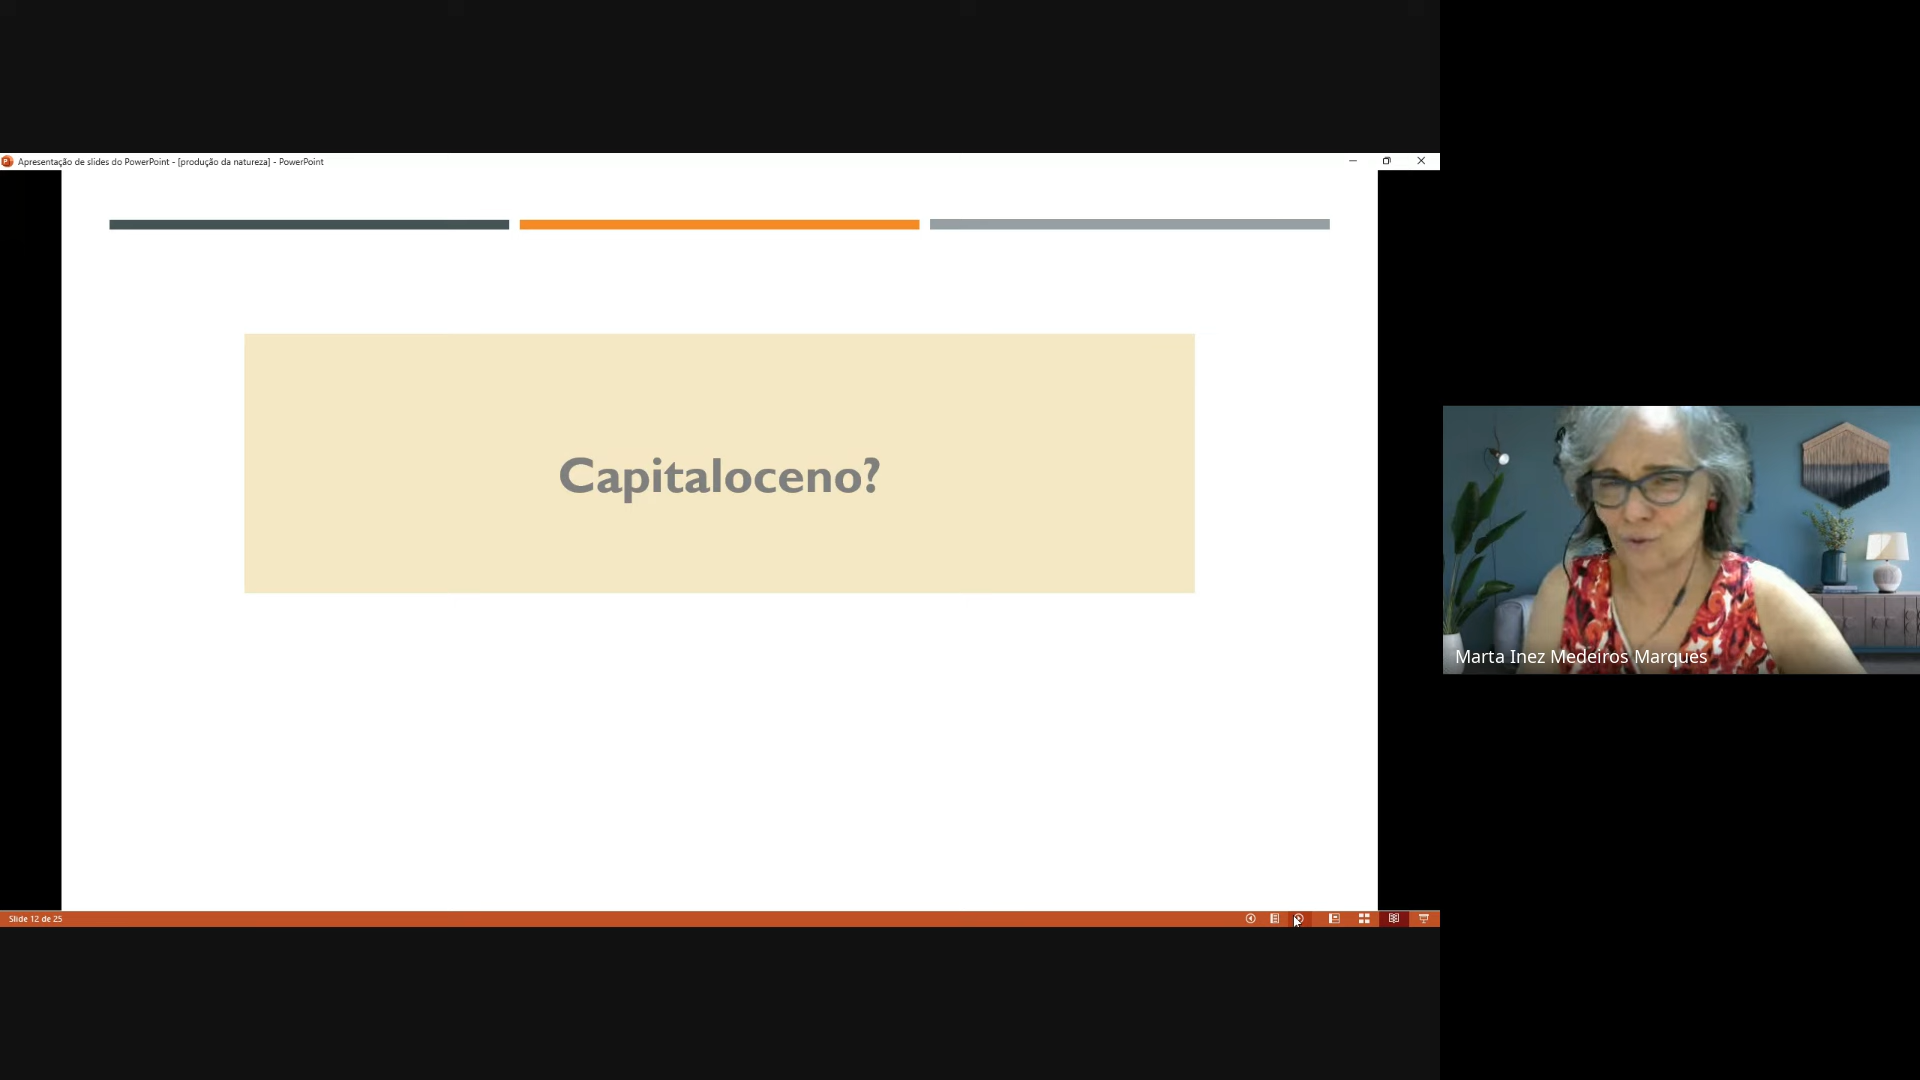 Apresentação de slides do PowerPoint - [produção da natureza] - PowerPoint
Capitaloceno?
Marta Inez Medeiros Marques
Slide 12 de 25